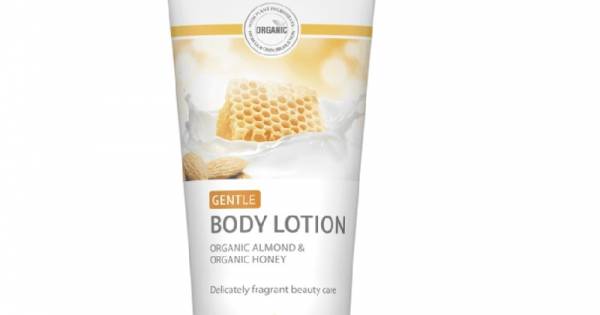 ORGANIC
GENTLE
BODY LOTION
ORGANIC ALMOND &
ORGANIC HONEY
Delicately fragrant beauty care